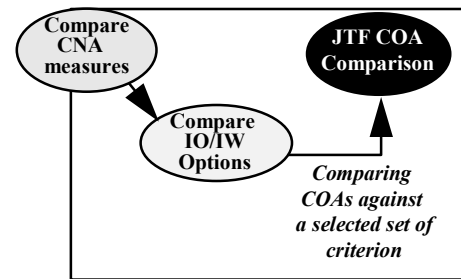 Compare
CNA
measures
JTF COA
Comparison
Compare
IO/IW
Options
Comparing
COAs against
a selected set of
criterion